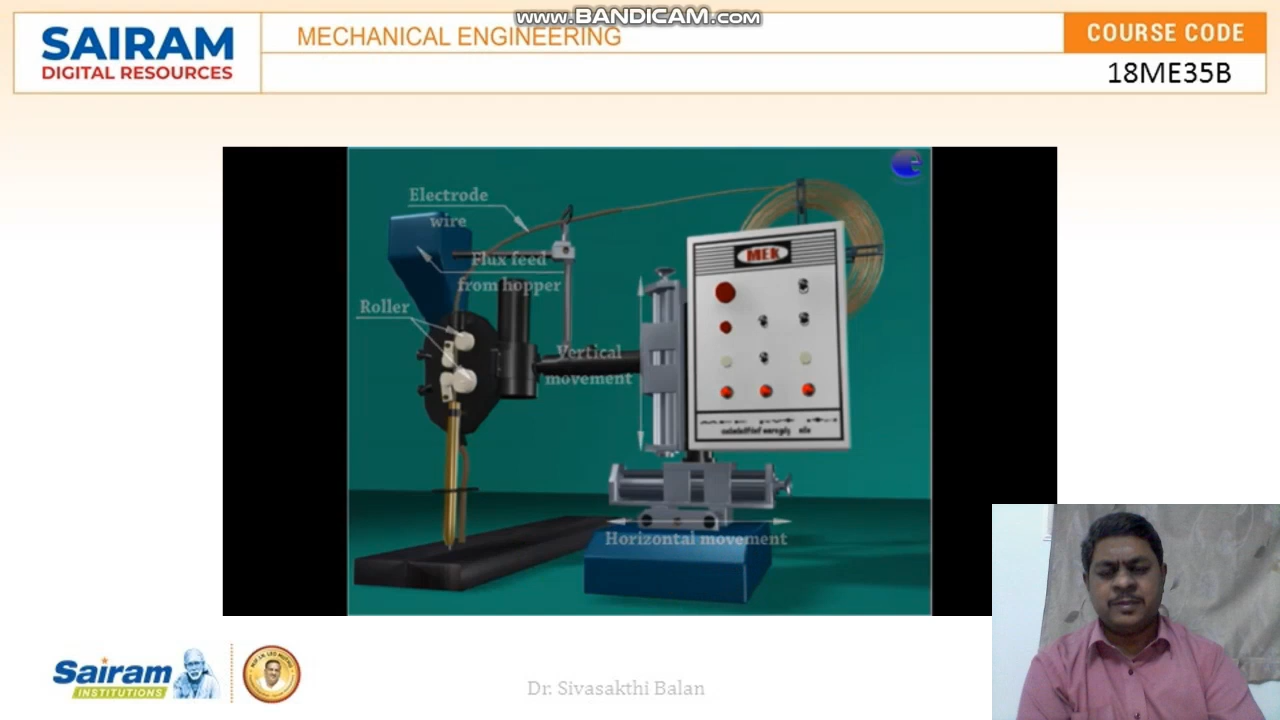 www.BANDICAM.com
SAIRAM
DIGITAL RESOURCES
MECHANICAL ENGINEERING
COURSE CODE
18ME35B
Electrode
wire
Flux feed
from hopper
Roller
Vertical
movement
MEK
Horizontal movement
Sairam
INSTITUTIONS
Dr. Sivasakthi Balan